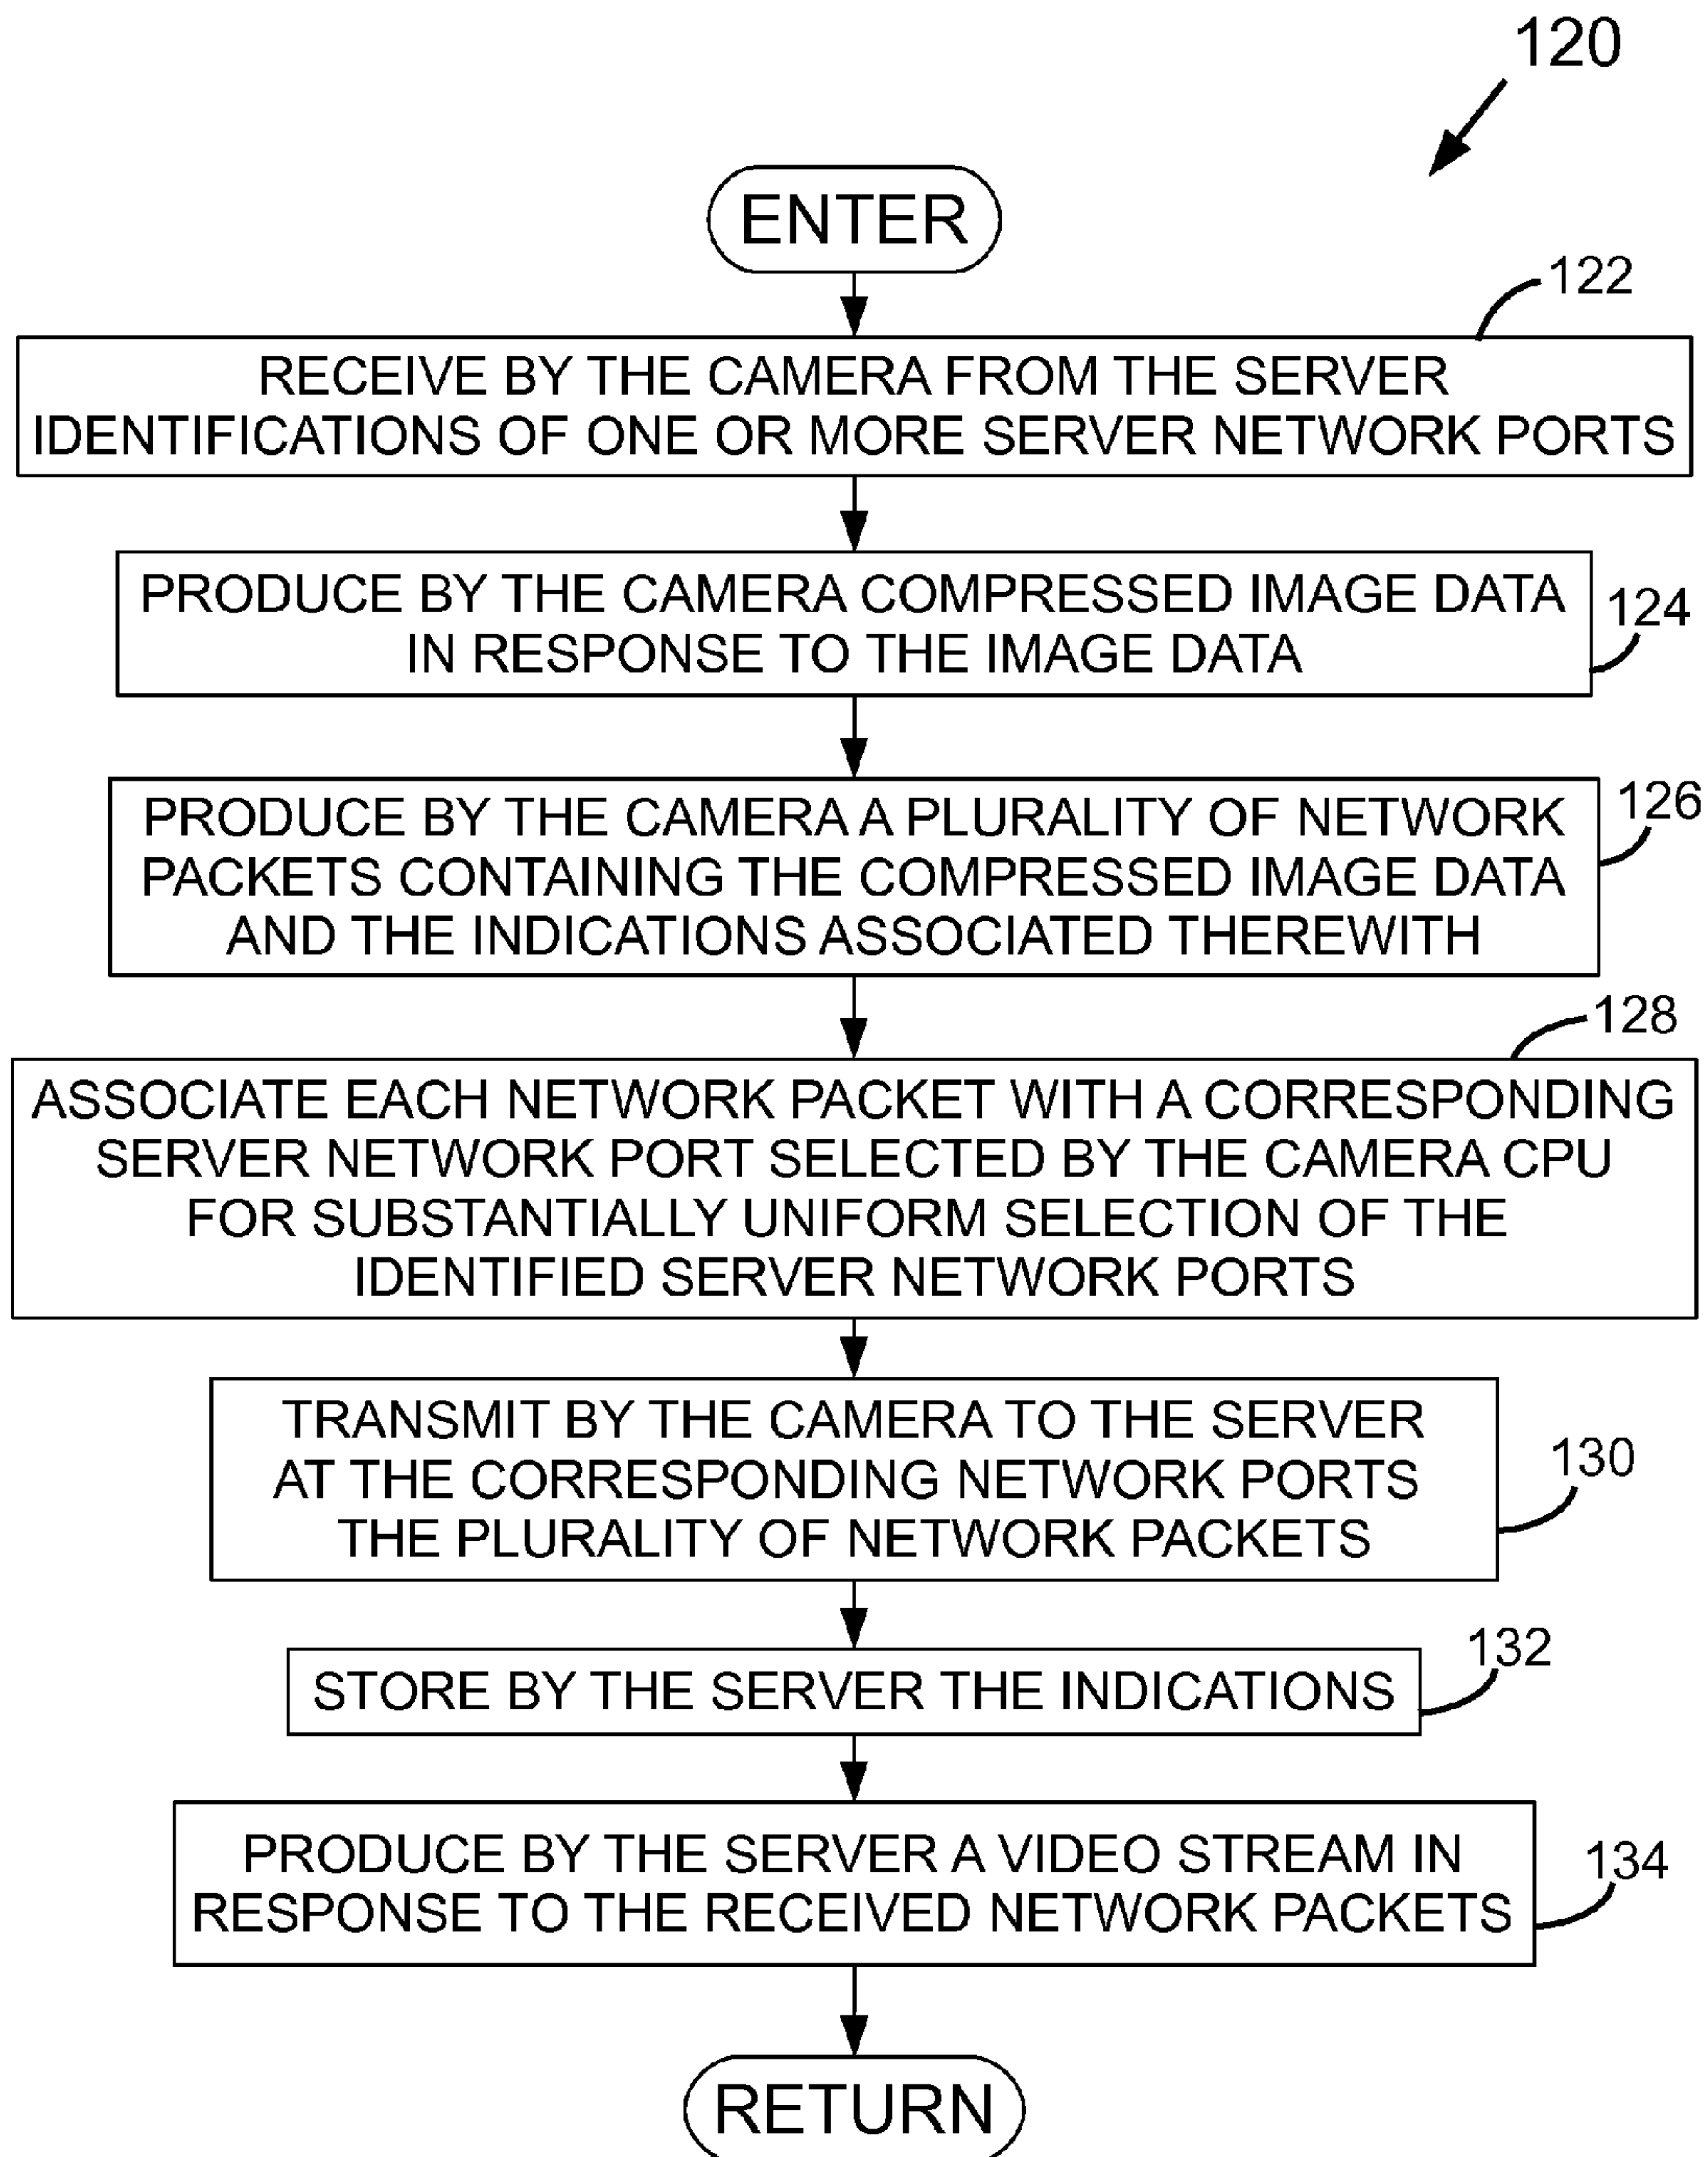 120
ENTER
122
RECEIVE BY THE CAMERA FROM THE SERVER
IDENTIFICATIONS OF ONE OR MORE SERVER NETWORK PORTS
PRODUCE BY THE CAMERA COMPRESSED IMAGE DATA
IN RESPONSE TO THE IMAGE DATA
124
PRODUCE BY THE CAMERA A PLURALITY OF NETWORK
PACKETS CONTAINING THE COMPRESSED IMAGE DATA
AND THE INDICATIONS ASSOCIATED THEREWITH
126
128
ASSOCIATE EACH NETWORK PACKET WITH A CORRESPONDING
SERVER NETWORK PORT SELECTED BY THE CAMERA CPU
FOR SUBSTANTIALLY UNIFORM SELECTION OF THE
IDENTIFIED SERVER NETWORK PORTS
TRANSMIT BY THE CAMERA TO THE SERVER
AT THE CORRESPONDING NETWORK PORTS
THE PLURALITY OF NETWORK PACKETS
130
STORE BY THE SERVER THE INDICATIONS
132
PRODUCE BY THE SERVER A VIDEO STREAM IN
RESPONSE TO THE RECEIVED NETWORK PACKETS
134
RETURN